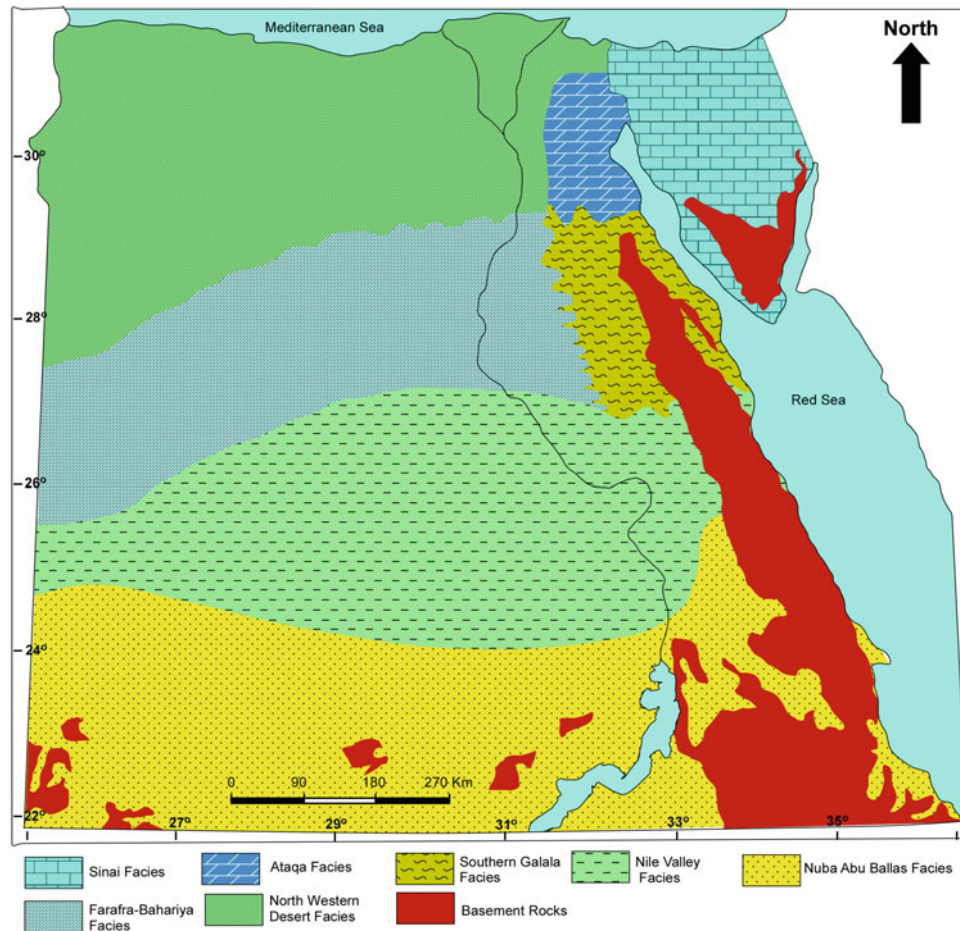 Mediterranean Sea
North
30°
28°
Red Sea
26°
24°
0 90 180 270 Km
22°
27° 29° 31° 33° 35°
Sinai Facies
Ataqa Facies
Southern Galala
Facies
Nile Valley
Facies
Nuba Abu Ballas Facies
Farafra-Bahariya
Facies
North Western
Desert Facies
Basement Rocks